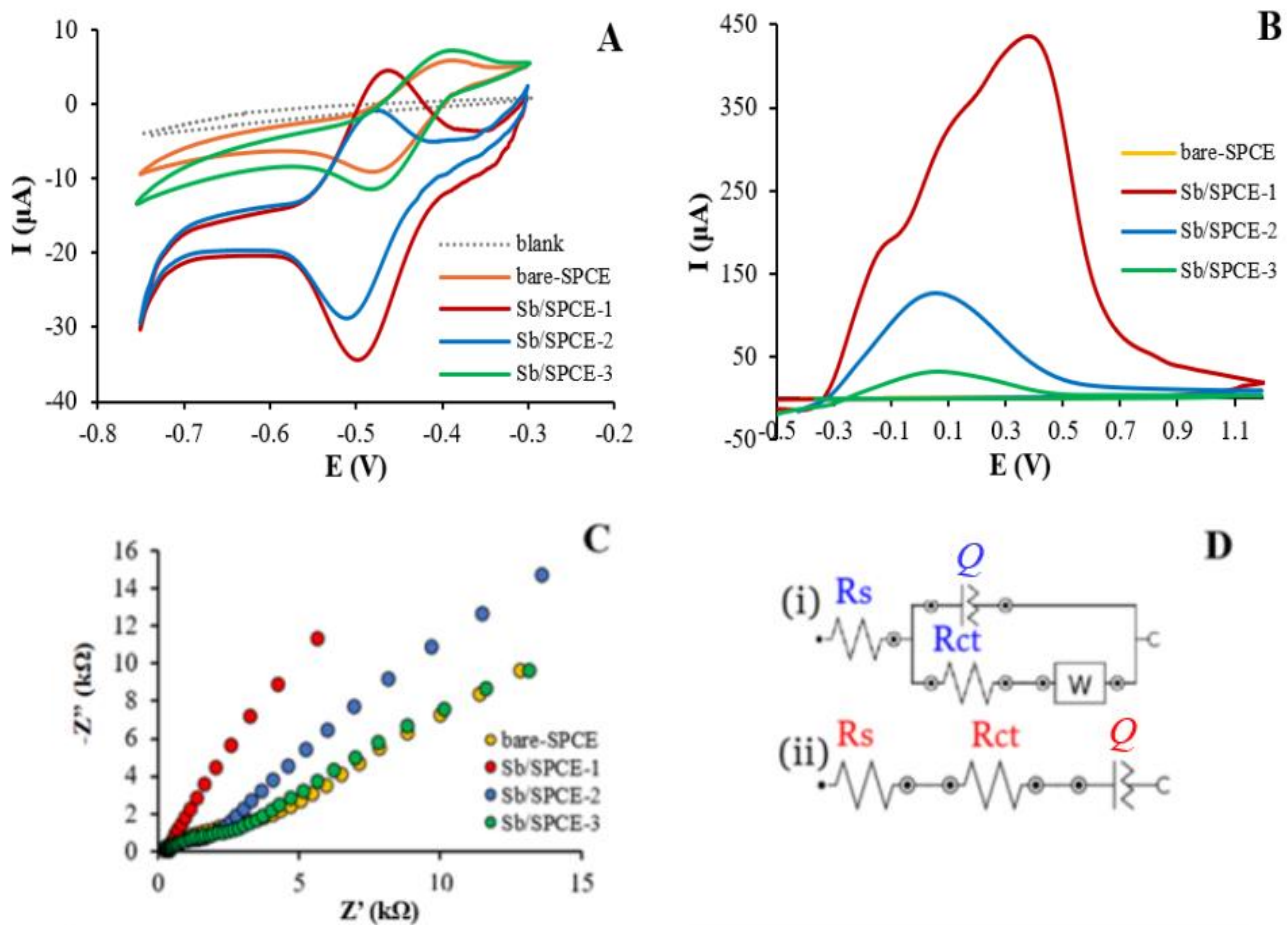 A
10
0
-10
-20
-30
-40
I (µA)
-0.8
-0.7
-0.6
-0.5
-0.4
-0.3
-0.2
E (V)
blank
bare-SPCE
Sb/SPCE-1
Sb/SPCE-2
Sb/SPCE-3
B
450
350
250
150
50
-50
I (µA)
-0.5
-0.3
-0.1
0.1
0.3
0.5
0.7
0.9
1.1
E (V)
bare-SPCE
Sb/SPCE-1
Sb/SPCE-2
Sb/SPCE-3
C
16
14
12
10
8
6
4
2
0
-Z" (kΩ)
0
5
10
15
Z' (kΩ)
bare-SPCE
Sb/SPCE-1
Sb/SPCE-2
Sb/SPCE-3
D
(i)
Rs
Q
Rct
W
(ii)
Rs
Rct
Q